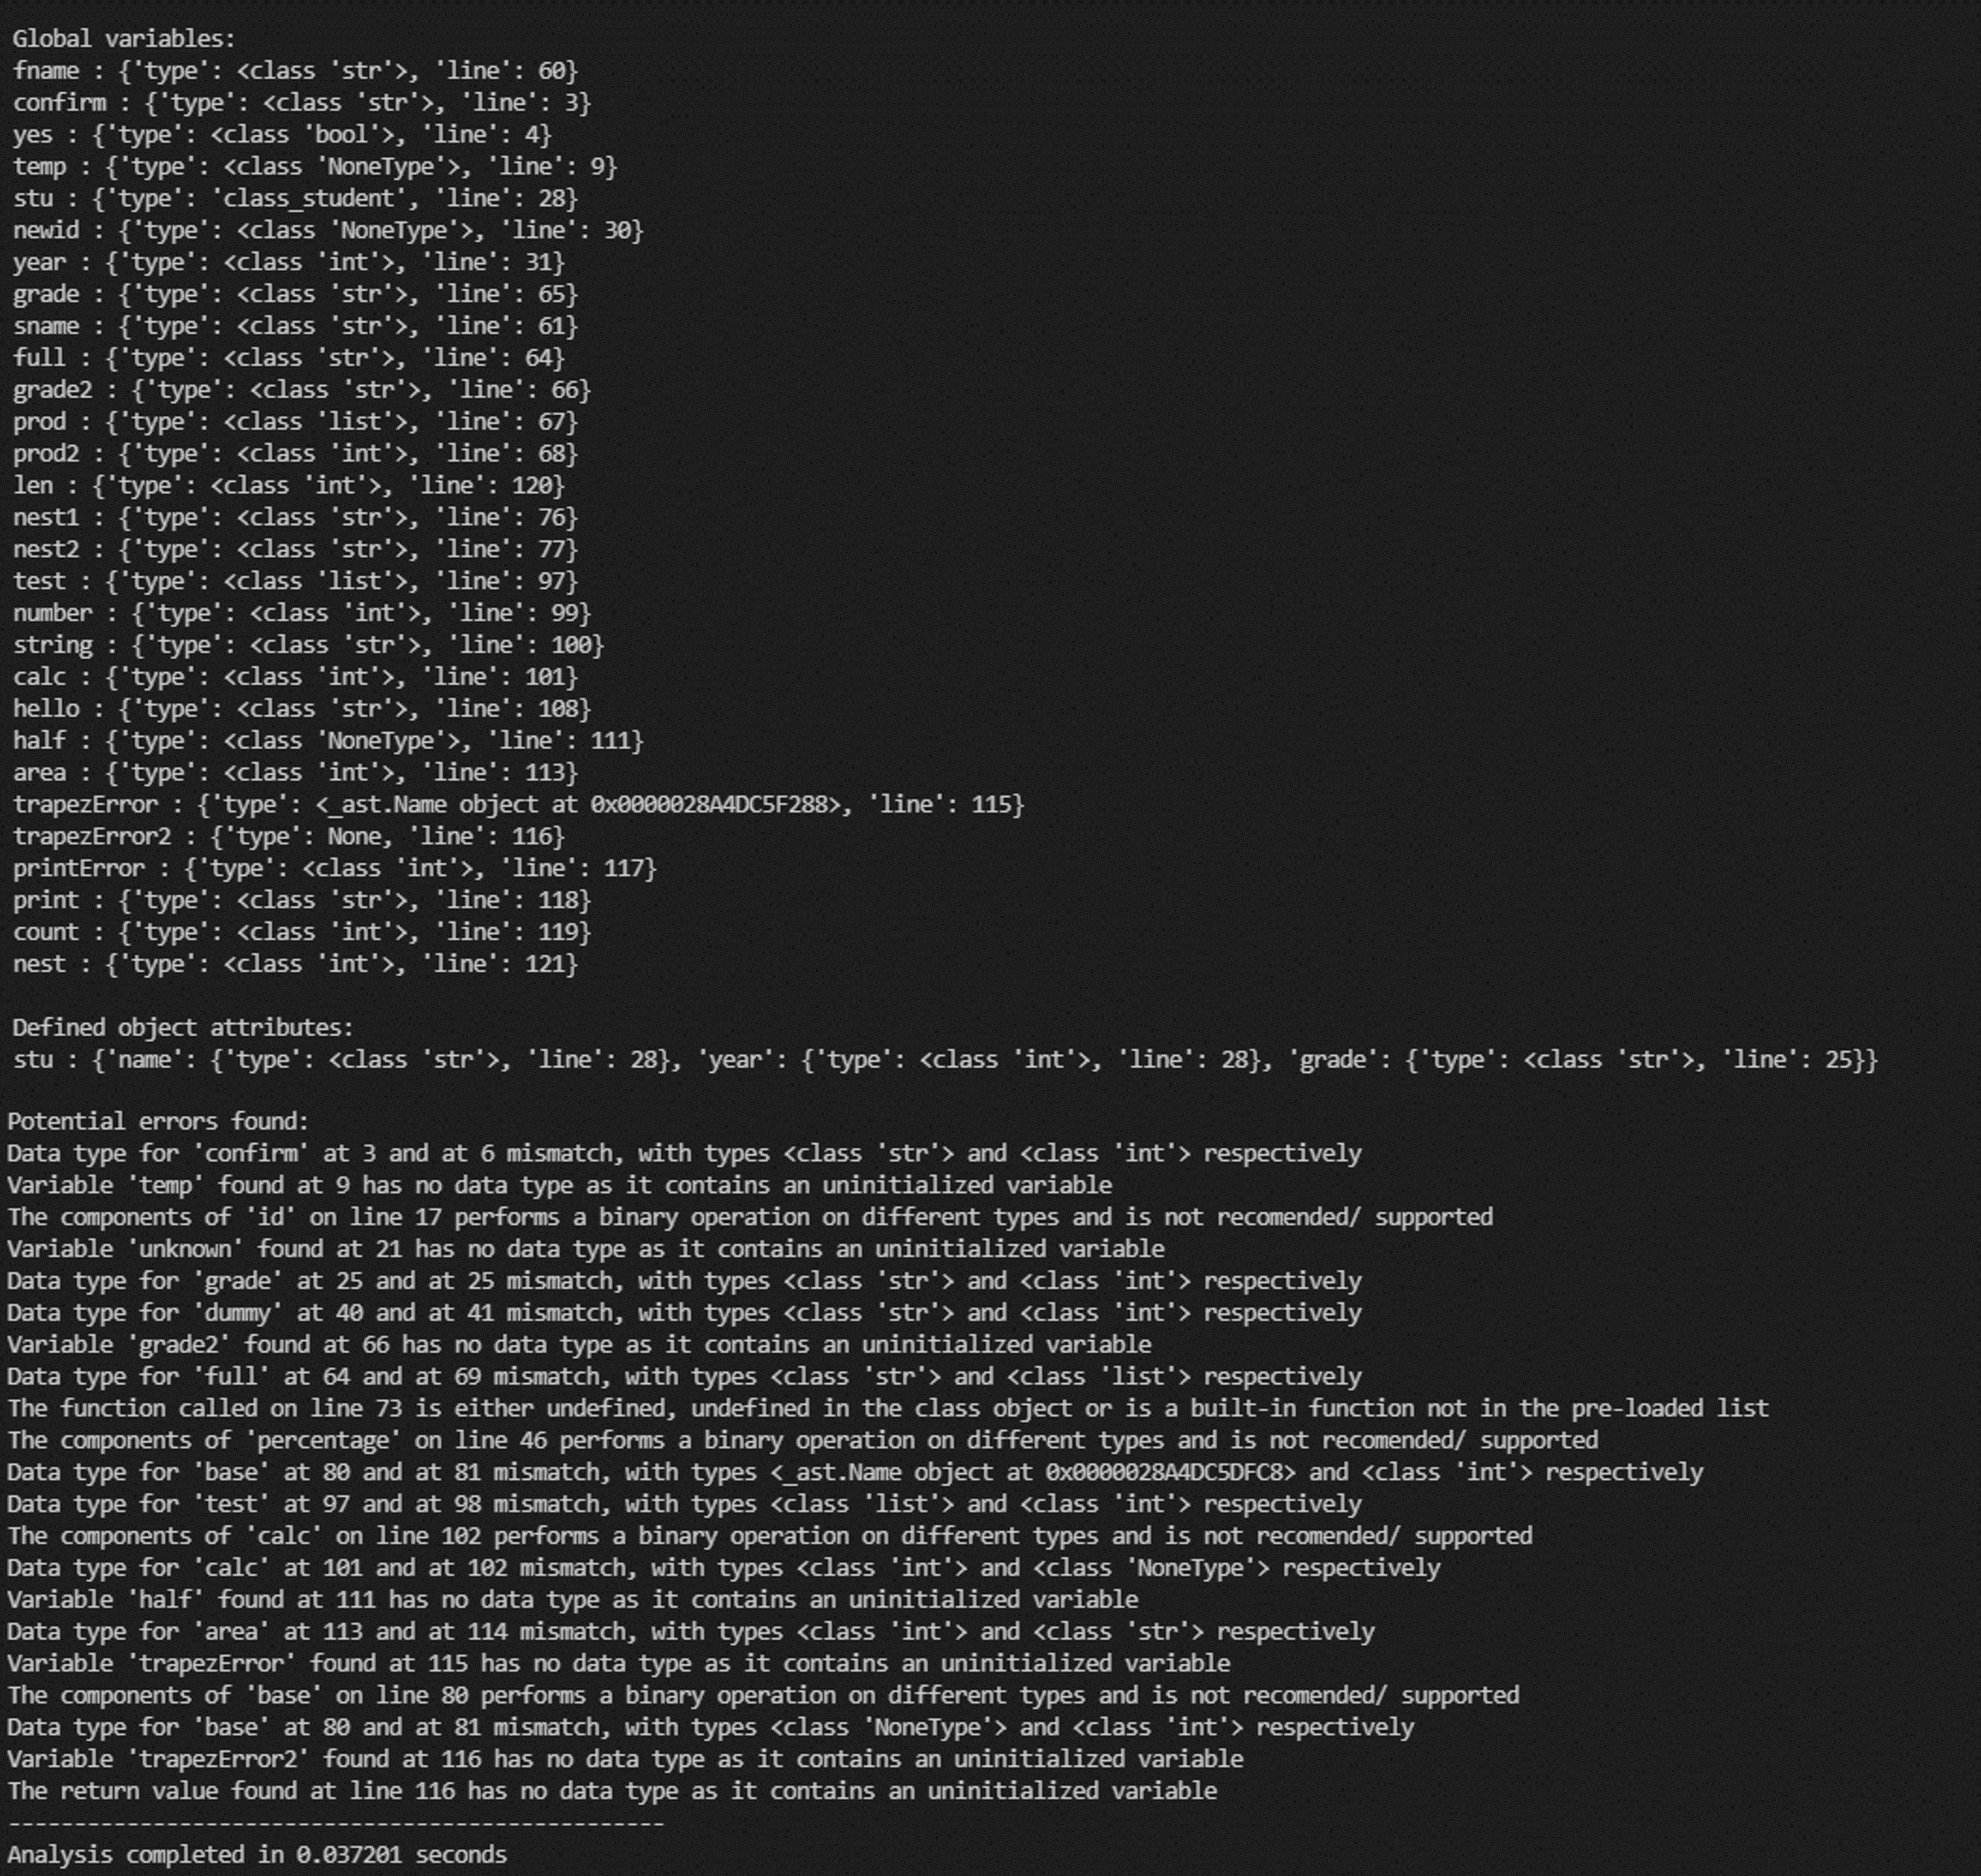 Global variables:
fname : {'type': <class 'str'>, 'line': 60}
confirm : {'type': <class 'str'>, 'line': 3}
yes : {'type': <class 'bool'>, 'line': 4}
temp : {'type': <class 'NoneType'>, 'line': 9}
stu : {'type': 'class_student', 'line': 28}
newid : {'type': <class 'NoneType'>, 'line': 30}
year : {'type': <class 'int'>, 'line': 31}
grade : {'type': <class 'str'>, 'line': 65}
sname : {'type': <class 'str'>, 'line': 61}
full : {'type': <class 'str'>, 'line': 64}
grade2 : {'type': <class 'str'>, 'line': 66}
prod : {'type': <class 'list'>, 'line': 67}
prod2 : {'type': <class 'int'>, 'line': 68}
len : {'type': <class 'int'>, 'line': 120}
nest1 : {'type': <class 'str'>, 'line': 76}
nest2 : {'type': <class 'str'>, 'line': 77}
test : {'type': <class 'list'>, 'line': 97}
number : {'type': <class 'int'>, 'line': 99}
string : {'type': <class 'str'>, 'line': 100}
calc : {'type': <class 'int'>, 'line': 101}
hello : {'type': <class 'str'>, 'line': 108}
half : {'type': <class 'NoneType'>, 'line': 111}
area : {'type': <class 'int'>, 'line': 113}
trapezError : {'type': <_ast.Name object at 0x0000028A4DC5F288>, 'line': 115}
trapezError2 : {'type': None, 'line': 116}
printError : {'type': <class 'int'>, 'line': 117}
print : {'type': <class 'str'>, 'line': 118}
count : {'type': <class 'int'>, 'line': 119}
nest : {'type': <class 'int'>, 'line': 121}
Defined object attributes:
stu : {'name': {'type': <class 'str'>, 'line': 28}, 'year': {'type': <class 'int'>, 'line': 28}, 'grade': {'type': <class 'str'>, 'line': 25}}
Potential errors found:
Data type for 'confirm' at 3 and at 6 mismatch, with types <class 'str'> and <class 'int'> respectively
Variable 'temp' found at 9 has no data type as it contains an uninitialized variable
The components of 'id' on line 17 performs a binary operation on different types and is not recomended/ supported
Variable 'unknown' found at 21 has no data type as it contains an uninitialized variable
Data type for 'grade' at 25 and at 25 mismatch, with types <class 'str'> and <class 'int'> respectively
Data type for 'dummy' at 40 and at 41 mismatch, with types <class 'str'> and <class 'int'> respectively
Variable 'grade2' found at 66 has no data type as it contains an uninitialized variable
Data type for 'full' at 64 and at 69 mismatch, with types <class 'str'> and <class 'list'> respectively
The function called on line 73 is either undefined, undefined in the class object or is a built-in function not in the pre-loaded list
The components of 'percentage' on line 46 performs a binary operation on different types and is not recomended/ supported
Data type for 'base' at 80 and at 81 mismatch, with types <_ast.Name object at 0x0000028A4DC5DFC8> and <class 'int'> respectively
Data type for 'test' at 97 and at 98 mismatch, with types <class 'list'> and <class 'int'> respectively
The components of 'calc' on line 102 performs a binary operation on different types and is not recomended/ supported
Data type for 'calc' at 101 and at 102 mismatch, with types <class 'int'> and <class 'NoneType'> respectively
Variable 'half' found at 111 has no data type as it contains an uninitialized variable
Data type for 'area' at 113 and at 114 mismatch, with types <class 'int'> and <class 'str'> respectively
Variable 'trapezError' found at 115 has no data type as it contains an uninitialized variable
The components of 'base' on line 80 performs a binary operation on different types and is not recomended/ supported
Data type for 'base' at 80 and at 81 mismatch, with types <class 'NoneType'> and <class 'int'> respectively
Variable 'trapezError2' found at 116 has no data type as it contains an uninitialized variable
The return value found at line 116 has no data type as it contains an uninitialized variable
--------------------------------------------------
Analysis completed in 0.037201 seconds